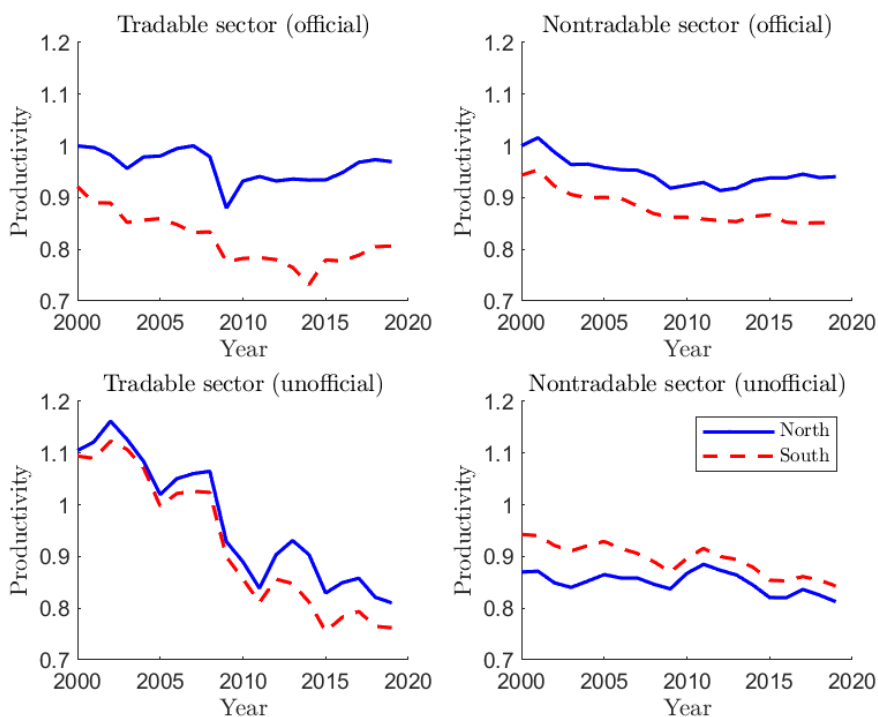 Tradable sector (official)
1.2
1.1
1
0.9
0.8
0.7
Productivity
2000 2005 2010 2015 2020
Year
Nontradable sector (official)
1.2
1.1
1
0.9
0.8
0.7
Productivity
2000 2005 2010 2015 2020
Year
Tradable sector (unofficial)
1.2
1.1
1
0.9
0.8
0.7
Productivity
2000 2005 2010 2015 2020
Year
Nontradable sector (unofficial)
1.2
1.1
1
0.9
0.8
0.7
Productivity
North
South
2000 2005 2010 2015 2020
Year